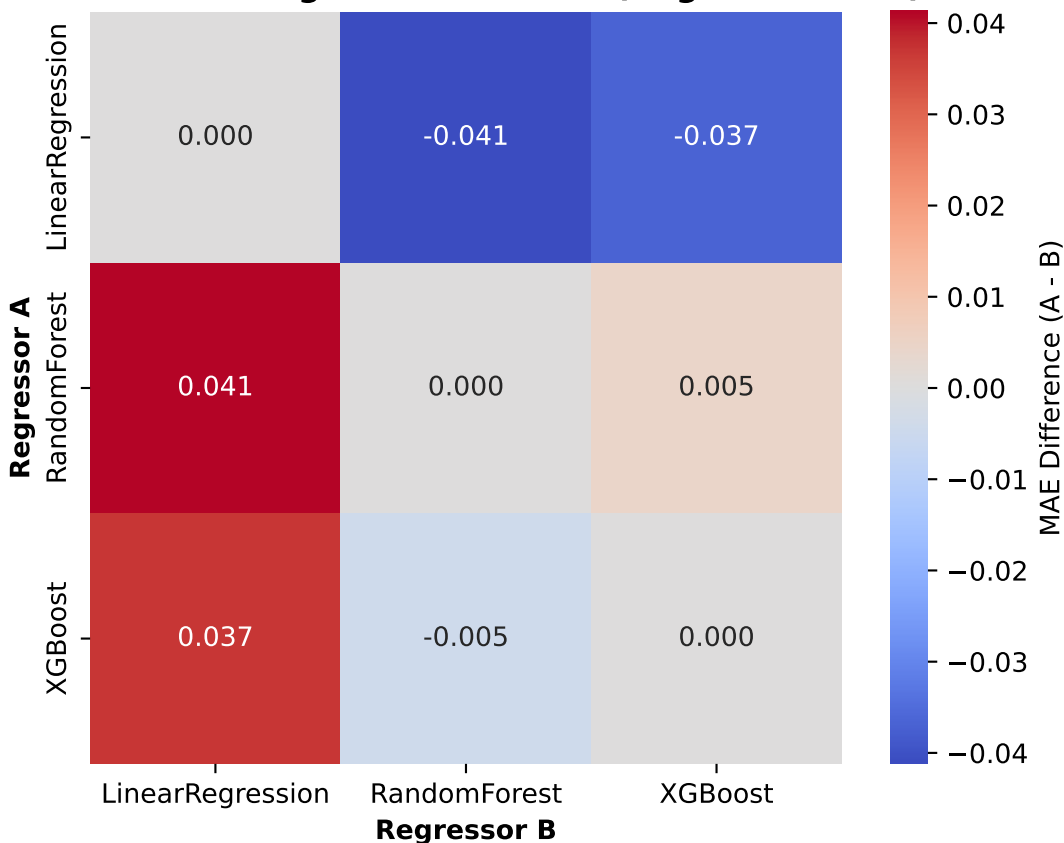 LinearRegression
0.000
-0.041
-0.037
RandomForest
0.041
0.000
0.005
XGBoost
0.037
-0.005
0.000
Regressor A
LinearRegression
RandomForest
XGBoost
Regressor B
0.04
0.03
0.02
0.01
0.00
−0.01
−0.02
−0.03
−0.04
MAE Difference (A - B)